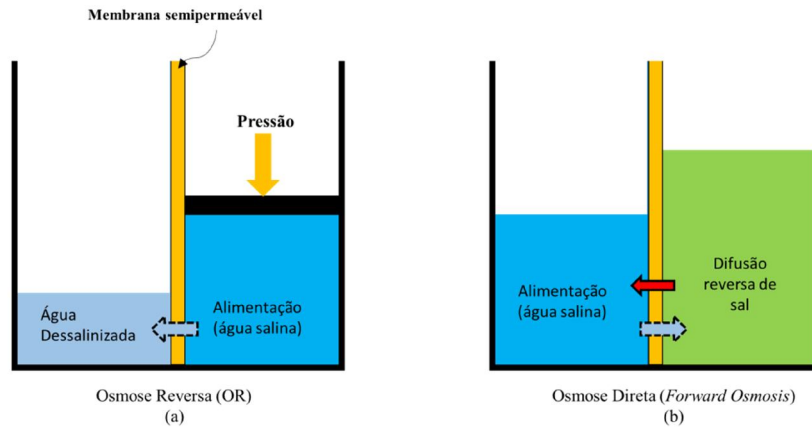 Membrana semipermeável
Pressão
Água
Dessalinizada
Alimentação
(água salina)
Osmose Reversa (OR)
(a)
Alimentação
(água salina)
Difusão
reversa de
sal
Osmose Direta (Forward Osmosis)
(b)